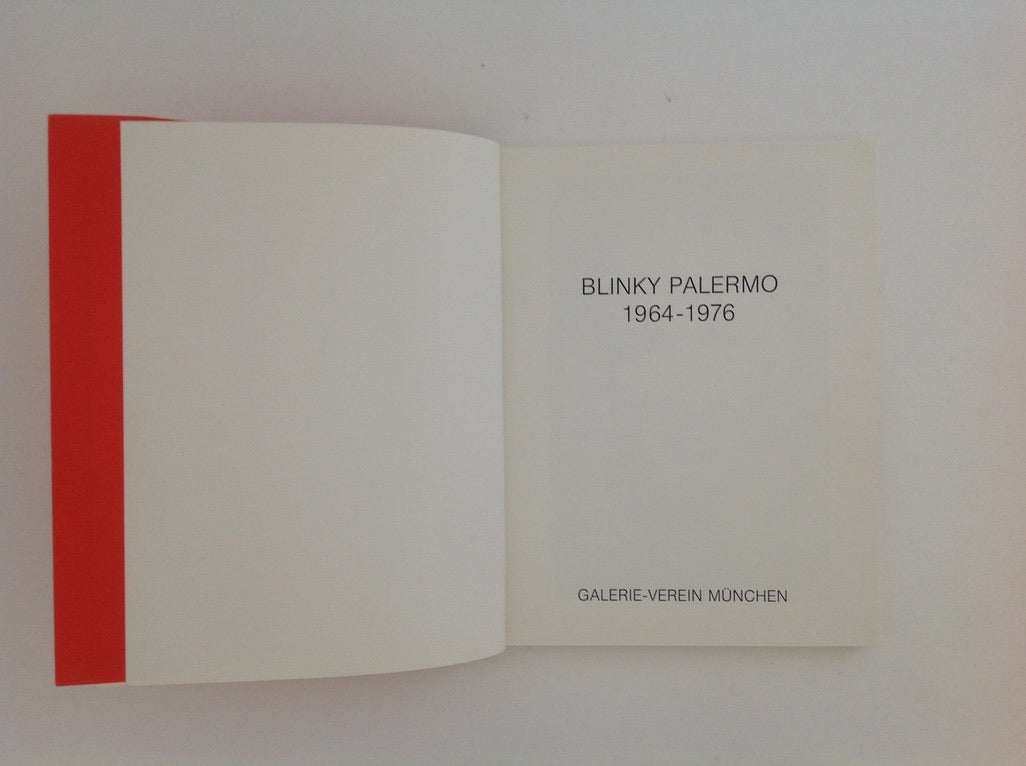 BLINKY PALERMO
1964-1976
GALERIE-VEREIN MÜNCHEN